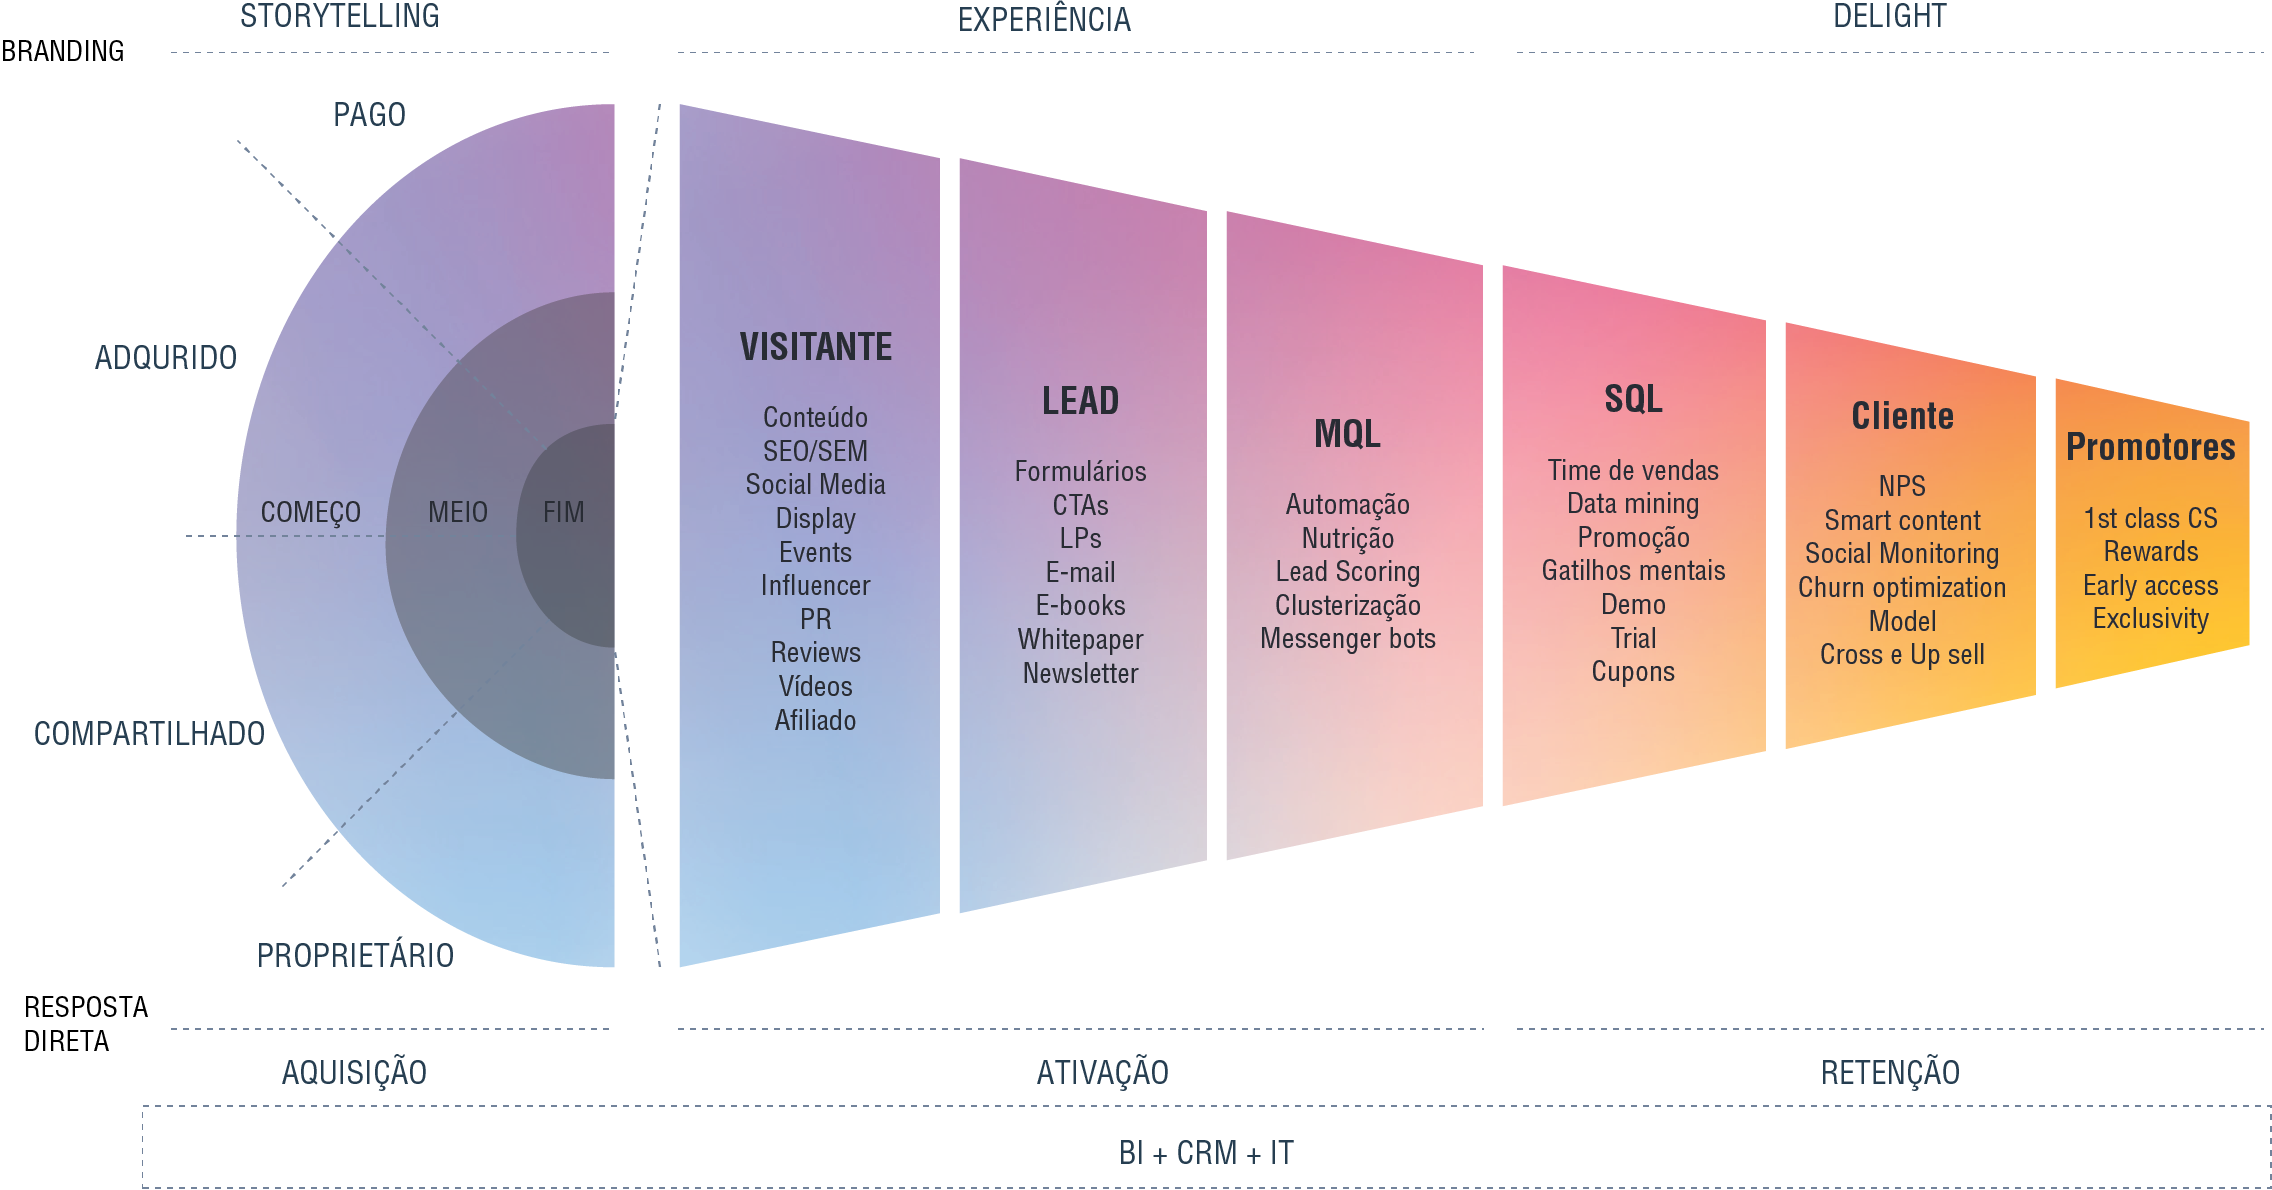 STORYTELLING
EXPERIÊNCIA
DELIGHT
BRANDING
PAGO
ADQURIDO
COMPARTILHADO
PROPRIETÁRIO
COMEÇO
MEIO
FIM
VISITANTE
Conteúdo
SEO/SEM
Social Media
Display
Events
Influencer
PR
Reviews
Vídeos
Afiliado
LEAD
Formulários
CTAs
LPs
E-mail
E-books
Whitepaper
Newsletter
MQL
Automação
Nutrição
Lead Scoring
Clusterização
Messenger bots
SQL
Time de vendas
Data mining
Promoção
Gatilhos mentais
Demo
Trial
Cupons
Cliente
NPS
Smart content
Social Monitoring
Churn optimization
Model
Cross e Up sell
Promotores
1st class CS
Rewards
Early access
Exclusivity
RESPOSTA
DIRETA
AQUISIÇÃO
ATIVAÇÃO
RETENÇÃO
BI + CRM + IT